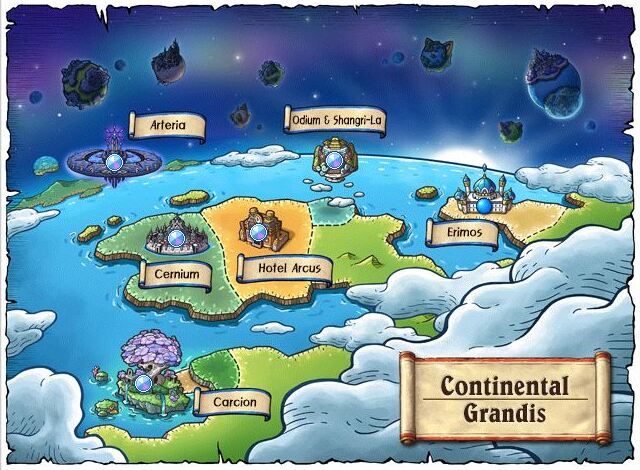 Arteria
Odium & Shangri-La
Erimos
Cernium
Hotel Arcus
Carcion
Continental
Grandis